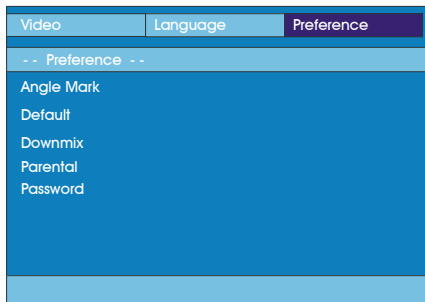 Video Language Preference
- - Preference - -
Angle Mark
Default
Downmix
Parental
Password